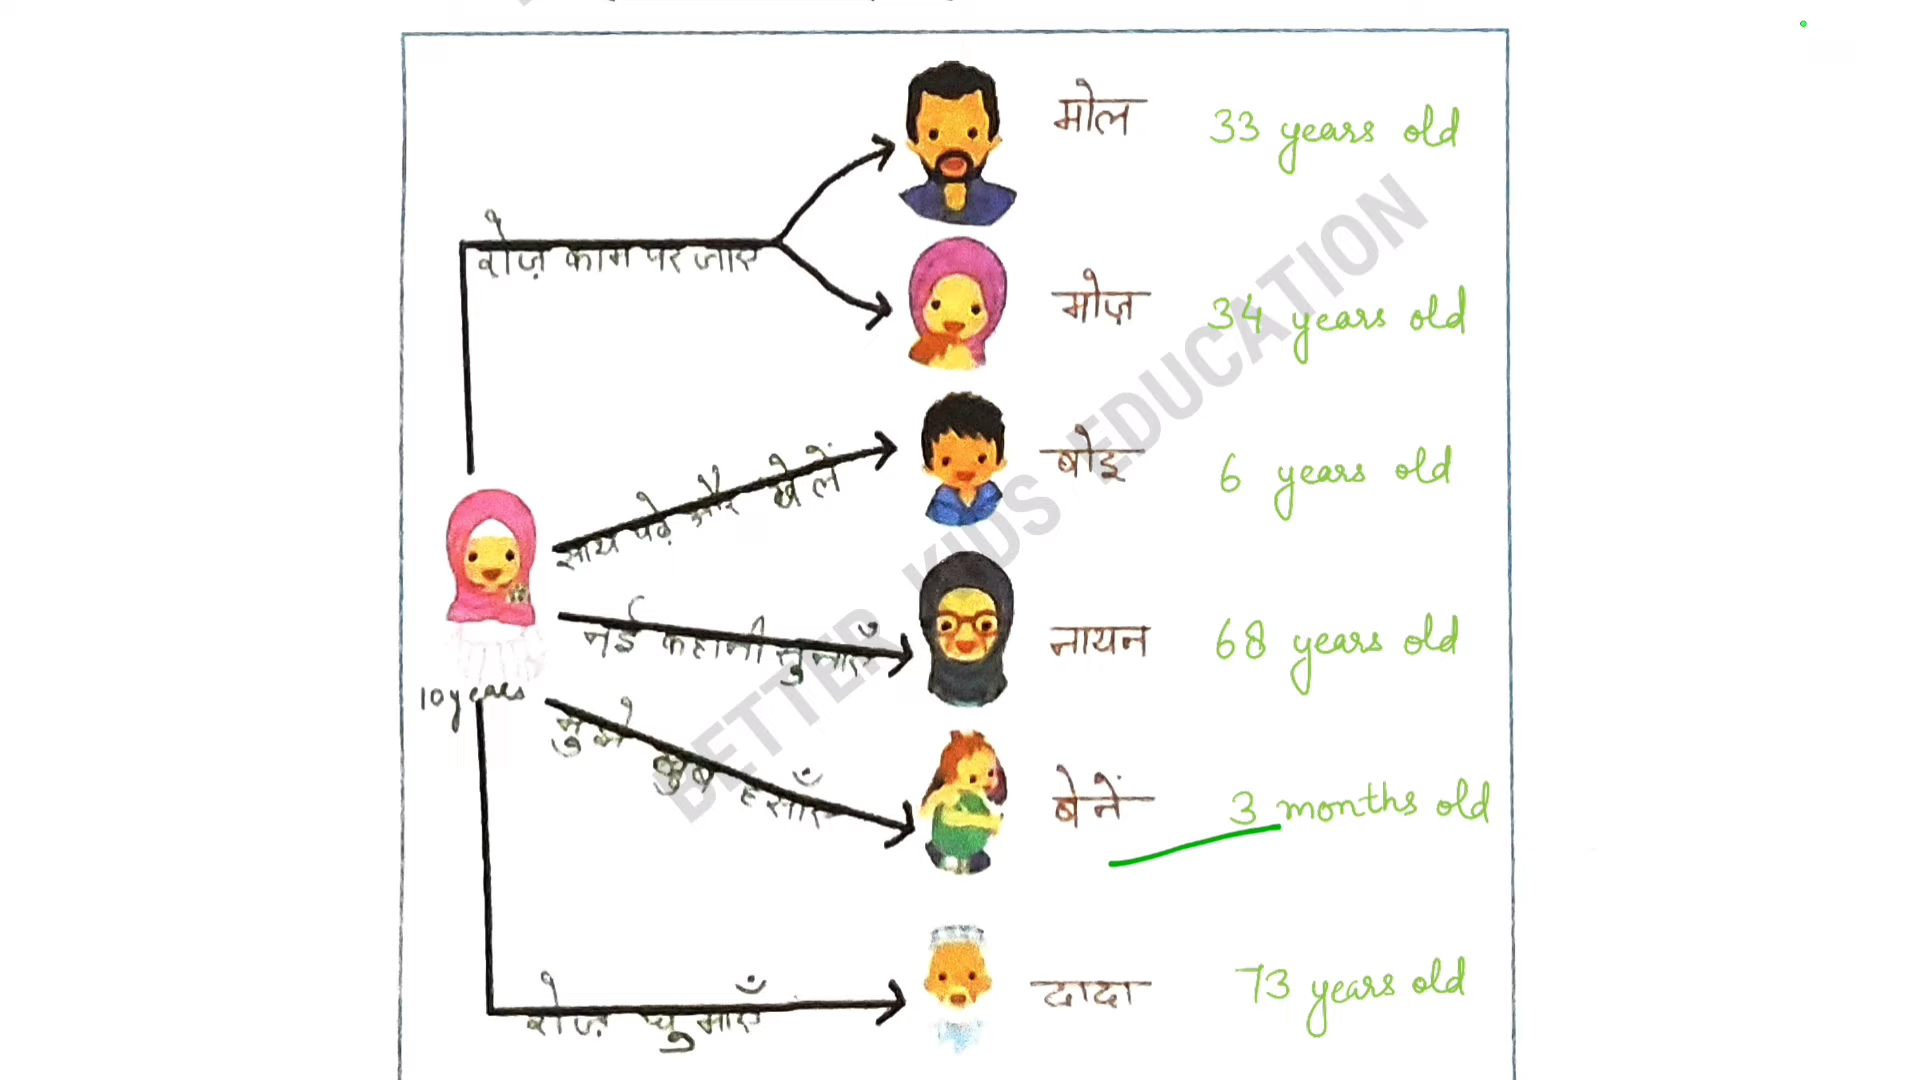 मोल 33 years old
रोज़ काम पर जाए
मोज़ 34 years old
बोइ 6 years old
साथ पढ़े और खेलें
नायन 68 years old
नई कहानी सुनाएँ
10 years
मुझे खुब हसाएँ
बेनें 3 months old
दादा 73 years old
रोज़ घुमाएँ
BETTER KIDS EDUCATION